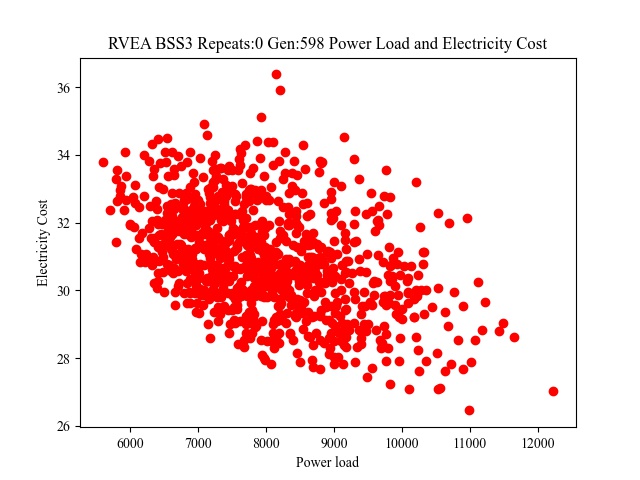 RVEA BSS3 Repeats:0 Gen:598 Power Load and Electricity Cost
36
34
32
30
28
26
Electricity Cost
6000 7000 8000 9000 10000 11000 12000
Power load